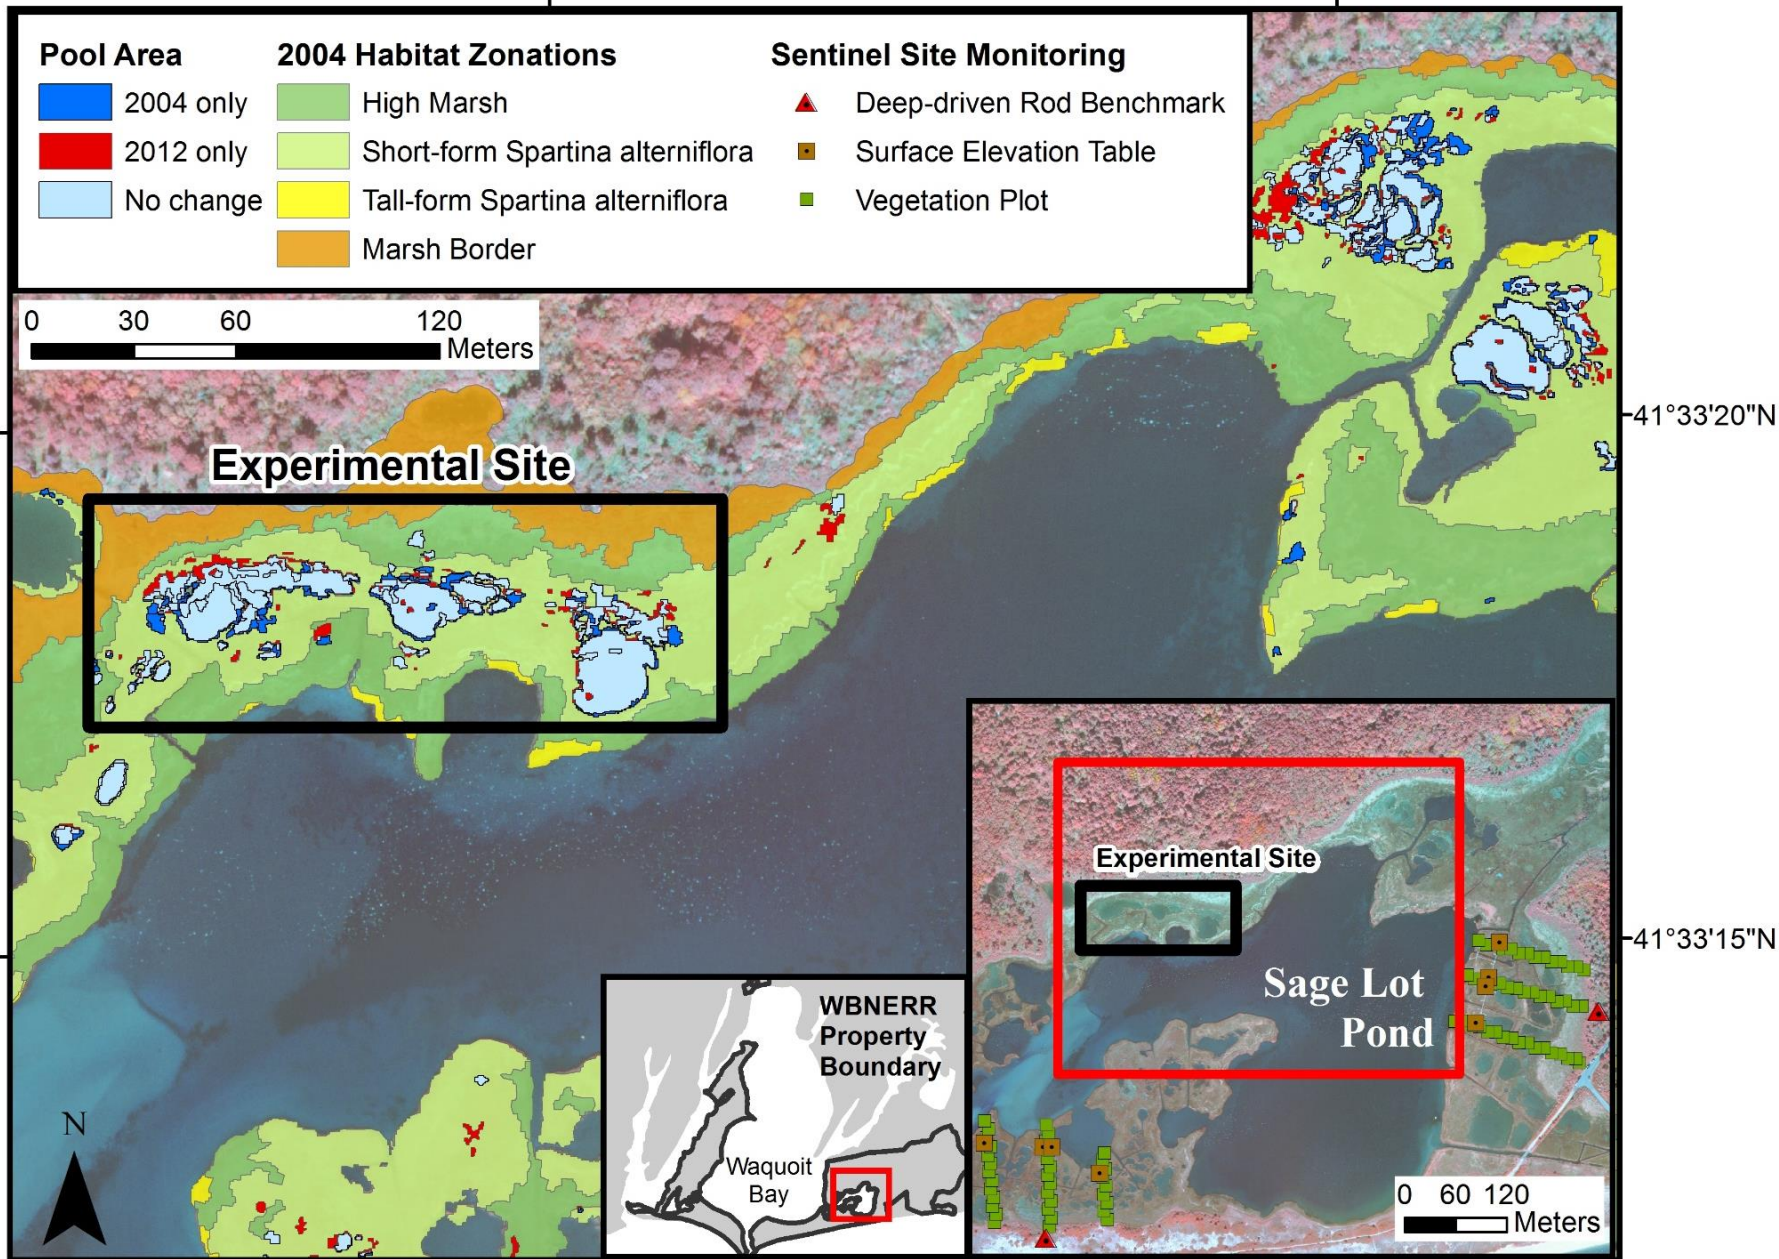 Pool Area
2004 only
2012 only
No change
2004 Habitat Zonations
High Marsh
Short-form Spartina alterniflora
Tall-form Spartina alterniflora
Marsh Border
Sentinel Site Monitoring
Deep-driven Rod Benchmark
Surface Elevation Table
Vegetation Plot
0 30 60 120
Meters
Experimental Site
41°33'20"N
41°33'15"N
N
WBNERR
Property
Boundary
Waquoit
Bay
Experimental Site
Sage Lot
Pond
0 60 120
Meters